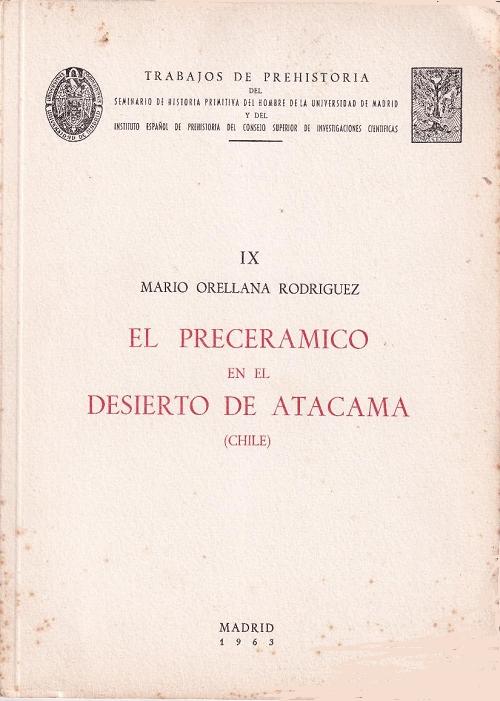 TRABAJOS DE PREHISTORIA
DEL
SEMINARIO DE HISTORIA PRIMITIVA DEL HOMBRE DE LA UNIVERSIDAD DE MADRID
Y DEL
INSTITUTO ESPAÑOL DE PREHISTORIA DEL CONSEJO SUPERIOR DE INVESTIGACIONES CIENTIFICAS
IX
MARIO ORELLANA RODRIGUEZ
EL PRECERAMICO
EN EL
DESIERTO DE ATACAMA
(CHILE)
MADRID
1963